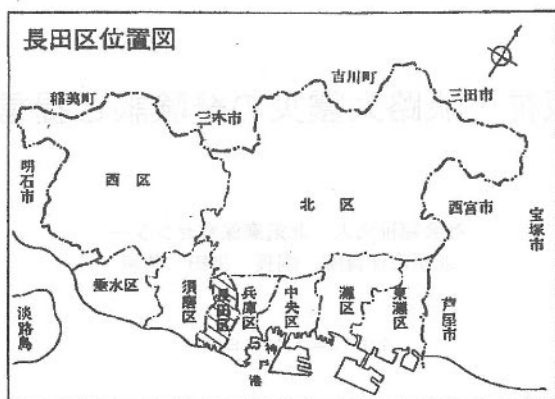 長田区位置図
吉川町
三田市
稲美町
三木市
明石市
西区
北区
西宮市
宝塚市
垂水区
須磨区
長田区
兵庫区
中央区
灘区
東灘区
芦屋市
淡路島
神戸港